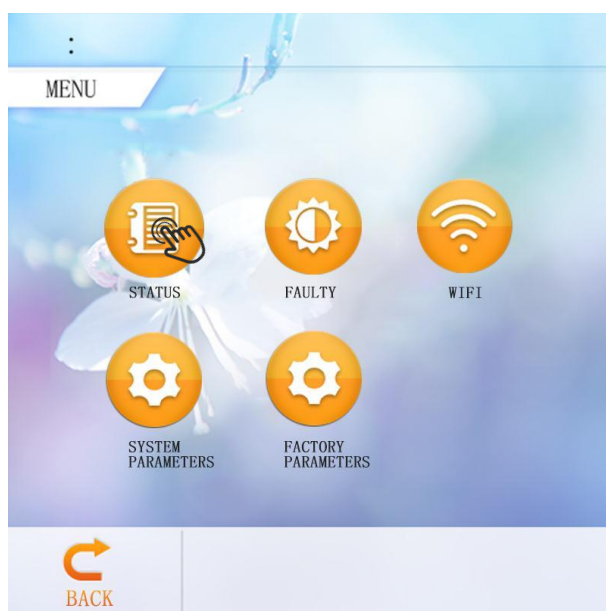 :
MENU
STATUS
FAULTY
WIFI
SYSTEM
PARAMETERS
FACTORY
PARAMETERS
BACK